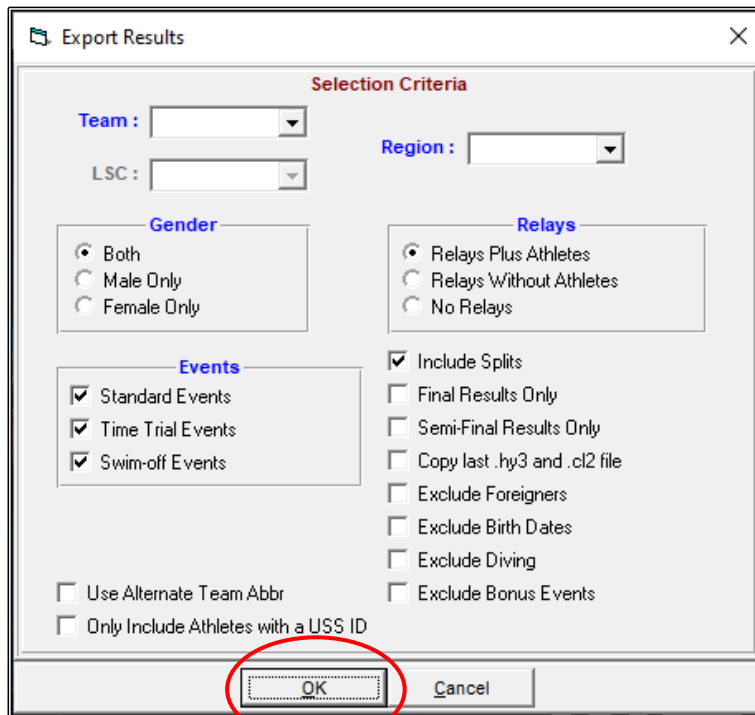 Export Results
Selection Criteria
Team :
Region :
LSC :
Gender
Both
Male Only
Female Only
Relays
Relays Plus Athletes
Relays Without Athletes
No Relays
Events
Standard Events
Time Trial Events
Swim-off Events
Include Splits
Final Results Only
Semi-Final Results Only
Copy last .hy3 and .cl2 file
Exclude Foreigners
Exclude Birth Dates
Exclude Diving
Exclude Bonus Events
Use Alternate Team Abbr
Only Include Athletes with a USS ID
OK
Cancel